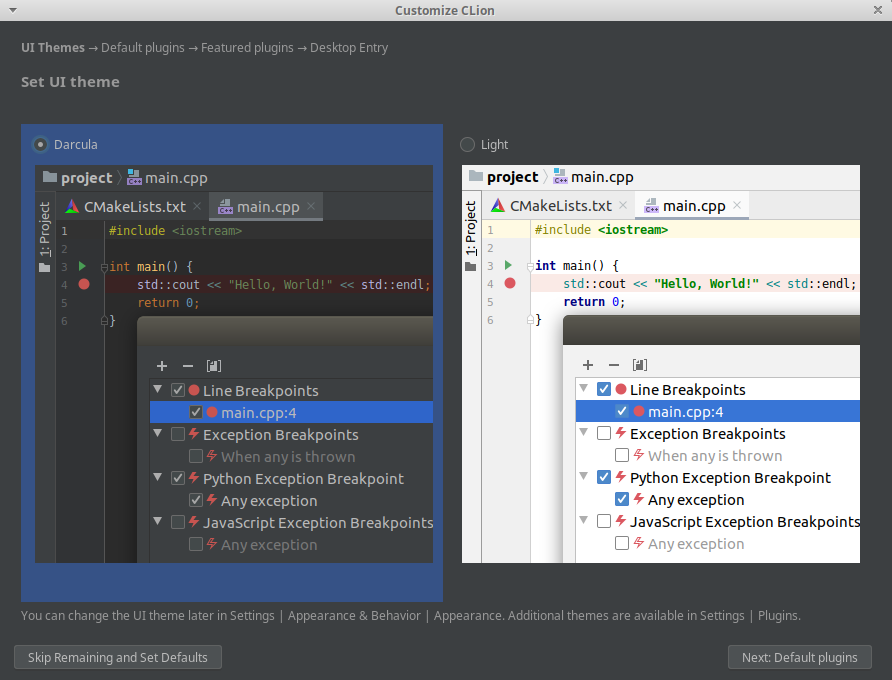 Customize CLion
UI Themes → Default plugins → Featured plugins → Desktop Entry
Set UI theme
Darcula
project main.cpp
CMakeLists.txt main.cpp
1: Project
1 #include <iostream>
2
3 int main() {
4 std::cout << "Hello, World!" << std::endl;
5 return 0;
6 }
Line Breakpoints
main.cpp:4
Exception Breakpoints
When any is thrown
Python Exception Breakpoint
Any exception
JavaScript Exception Breakpoints
Any exception
Light
project main.cpp
CMakeLists.txt main.cpp
1: Project
1 #include <iostream>
2
3 int main() {
4 std::cout << "Hello, World!" << std::endl;
5 return 0;
6 }
Line Breakpoints
main.cpp:4
Exception Breakpoints
When any is thrown
Python Exception Breakpoint
Any exception
JavaScript Exception Breakpoints
Any exception
You can change the UI theme later in Settings | Appearance & Behavior | Appearance. Additional themes are available in Settings | Plugins.
Skip Remaining and Set Defaults
Next: Default plugins